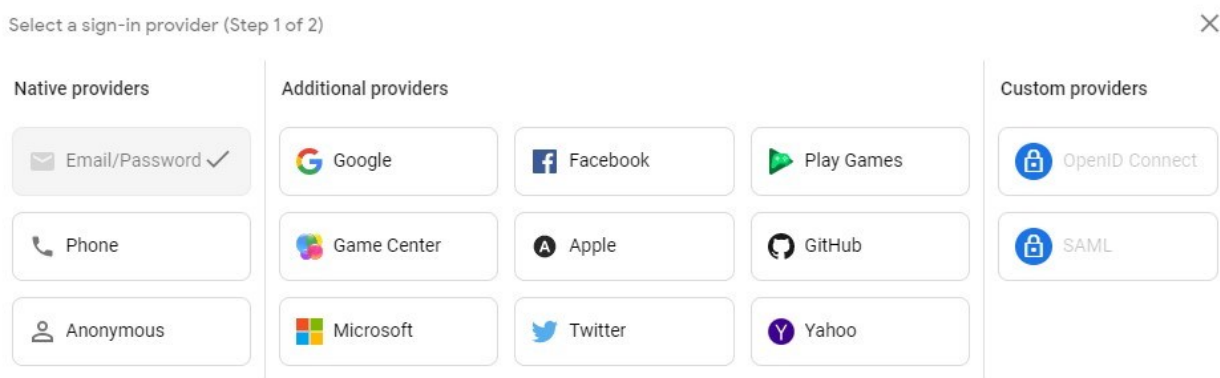 Select a sign-in provider (Step 1 of 2)
Native providers
Additional providers
Custom providers
Email/Password
Google
Facebook
Play Games
OpenID Connect
Phone
Game Center
Apple
GitHub
SAML
Anonymous
Microsoft
Twitter
Yahoo